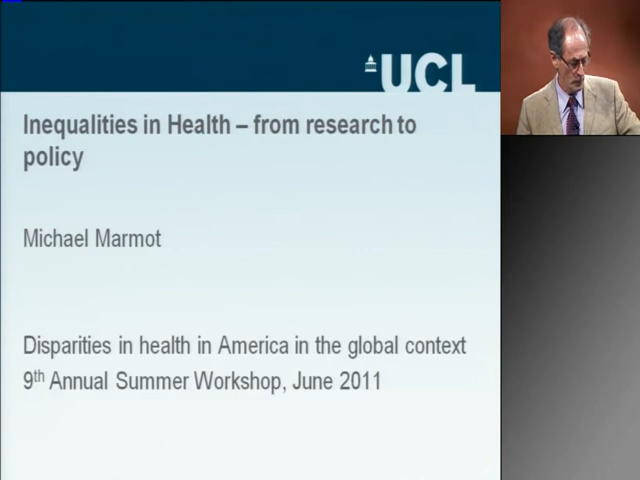 UCL
Inequalities in Health – from research to
policy
Michael Marmot
Disparities in health in America in the global context
9th Annual Summer Workshop, June 2011